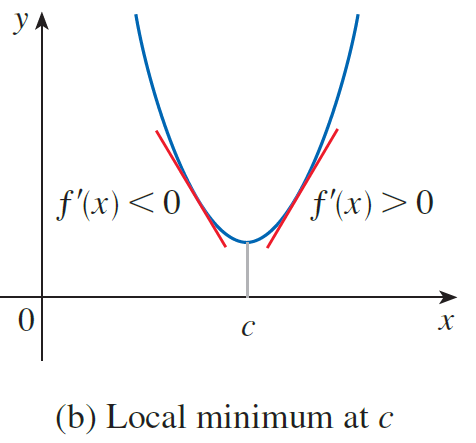 y
f′(x) < 0
f′(x) > 0
0
c
x
(b) Local minimum at c